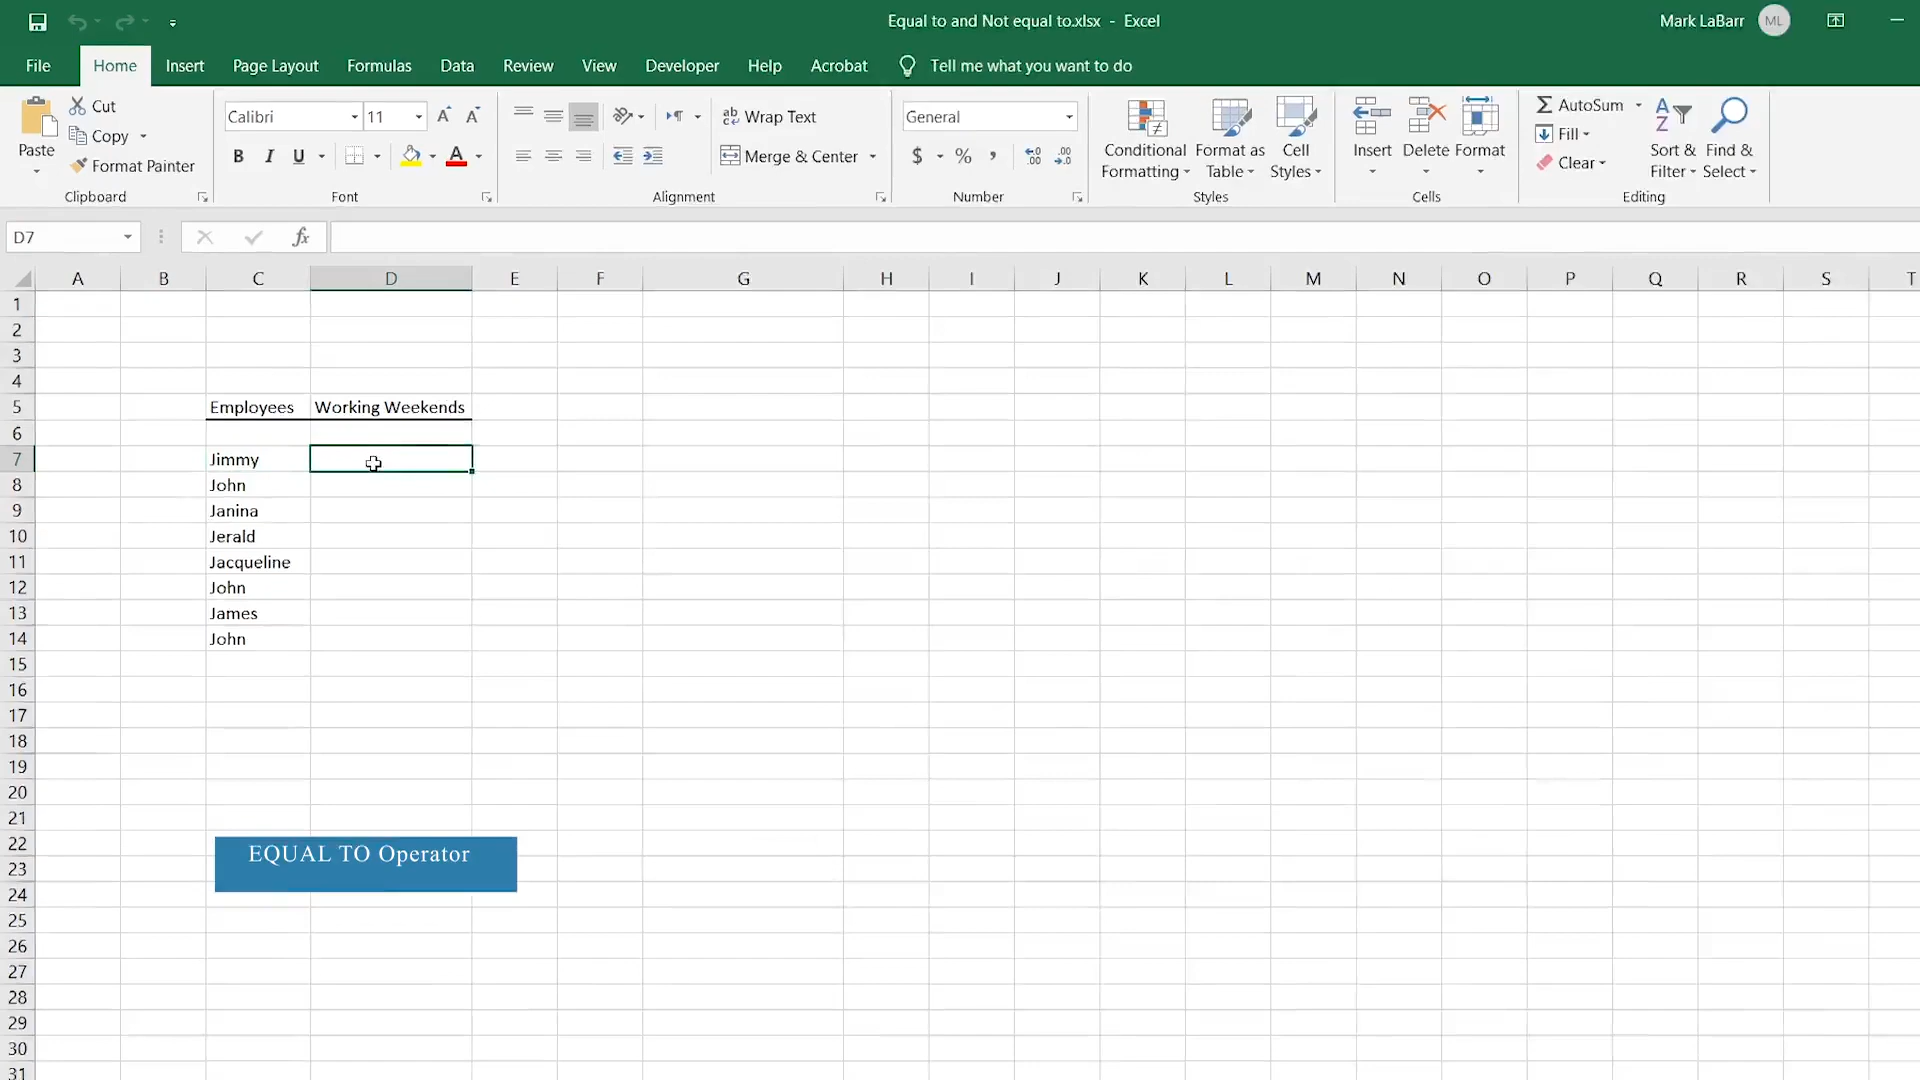 Equal to and Not equal to.xlsx - Excel
Mark LaBarr ML
File Home Insert Page Layout Formulas Data Review View Developer Help Acrobat Tell me what you want to do
Paste
Cut
Copy
Format Painter
Clipboard
Calibri 11
B I U A
Font
Wrap Text
Merge & Center
Alignment
General
$ % ,
Number
Conditional Formatting
Format as Table
Cell Styles
Styles
Insert Delete Format
Cells
AutoSum
Fill
Clear
Sort & Filter
Find & Select
Editing
D7 fx
A B C D E F G H I J K L M N O P Q R S T
1
2
3
4
5 Employees Working Weekends
6
7 Jimmy
8 John
9 Janina
10 Jerald
11 Jacqueline
12 John
13 James
14 John
15
16
17
18
19
20
21
22
EQUAL TO Operator
23
24
25
26
27
28
29
30
31